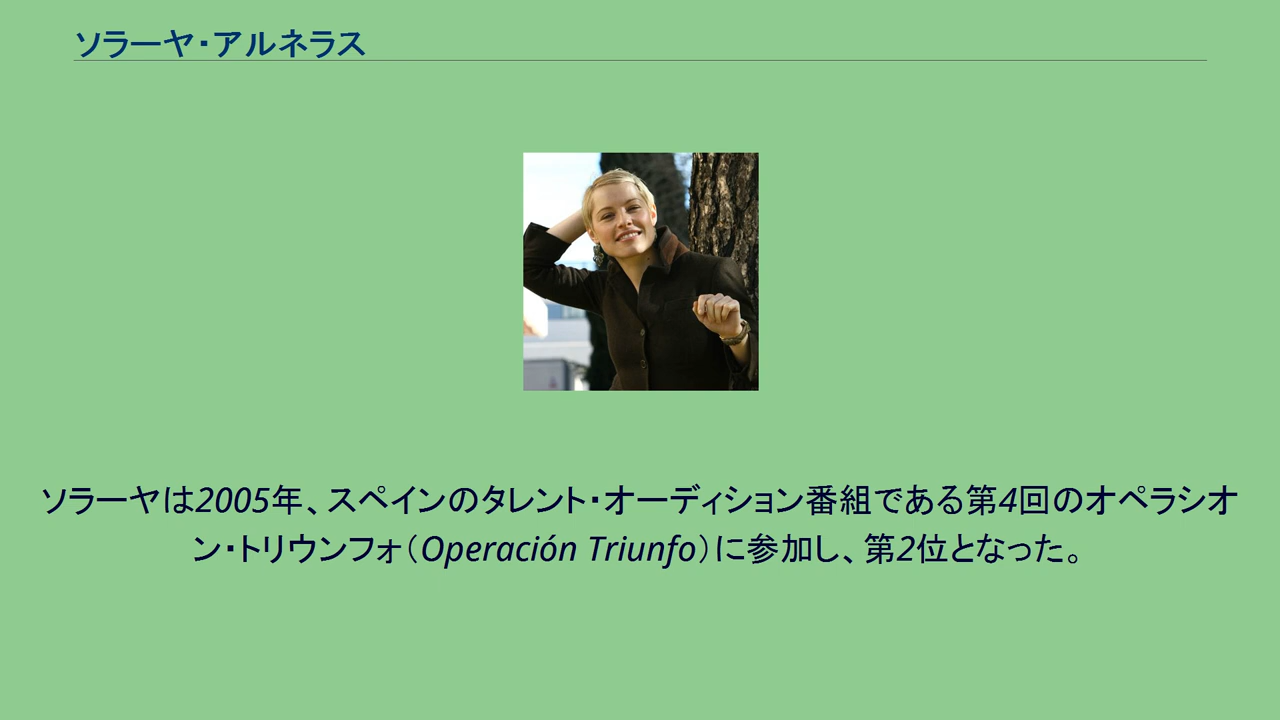 ソラーヤ・アルネラス
ソラーヤは2005年、スペインのタレント・オーディション番組である第4回のオペラシオ
ン・トリウンフォ（Operación Triunfo）に参加し、第2位となった。